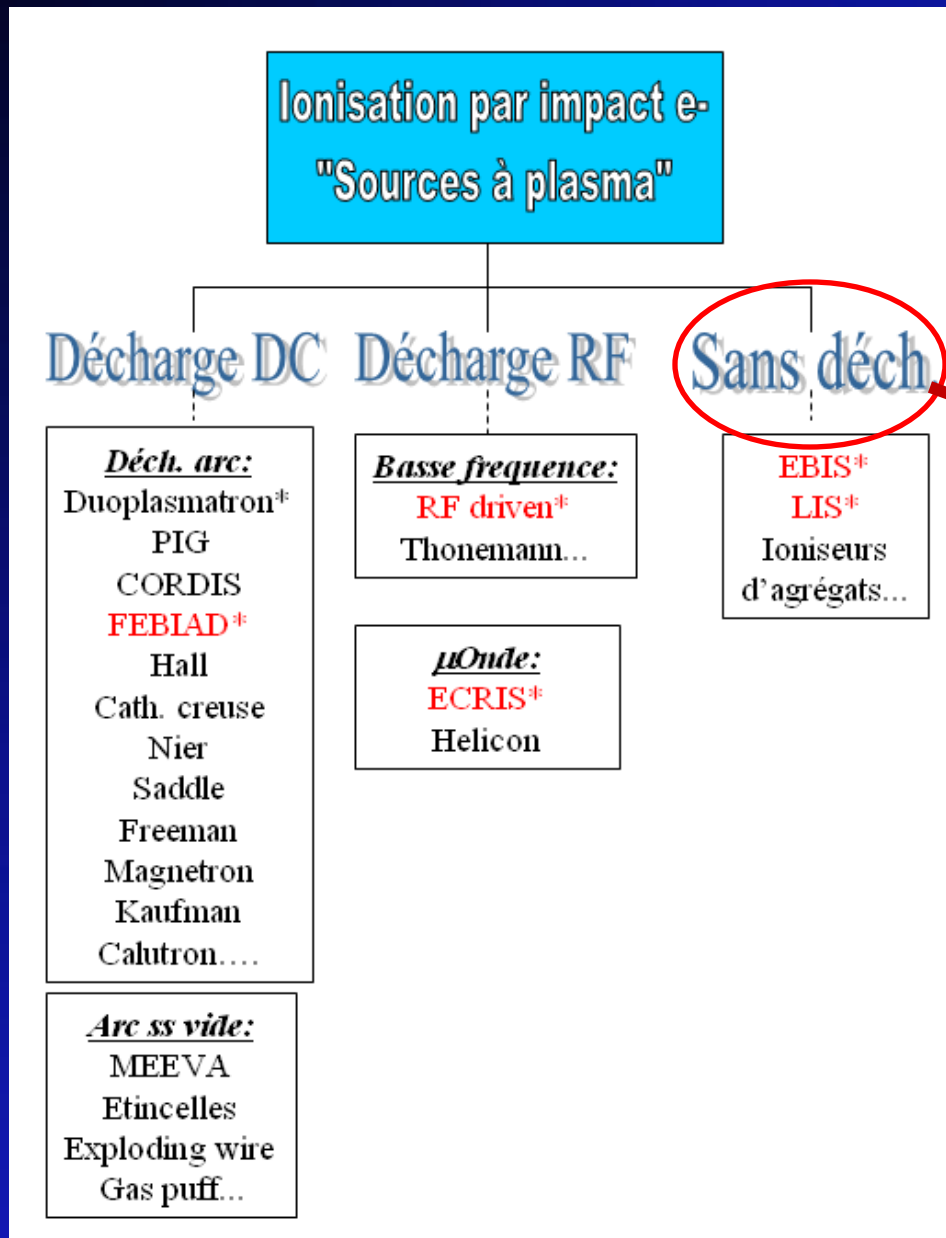 Ionisation par impact e-
"Sources à plasma"
Décharge DC
Déch. arc:
Duoplasmatron*
PIG
CORDIS
FEBIAD*
Hall
Cath. creuse
Nier
Saddle
Freeman
Magnetron
Kaufman
Calutron....
Arc ss vide:
MEEVA
Etincelles
Exploding wire
Gas puff...
Décharge RF
Basse frequence:
RF driven*
Thonemann...
µOnde:
ECRIS*
Helicon
Sans déch
EBIS*
LIS*
Ioniseurs
d’agrégats...